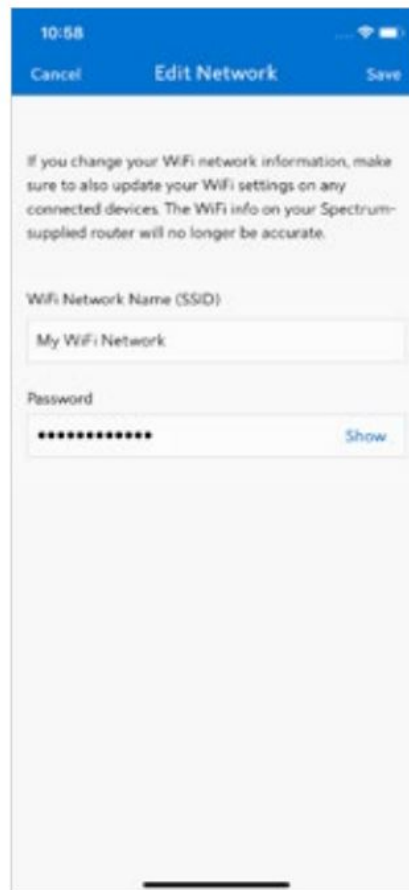 10:58
Cancel Edit Network Save
If you change your WiFi network information, make
sure to also update your WiFi settings on any
connected devices. The WiFi info on your Spectrum-
supplied router will no longer be accurate.
WiFi Network Name (SSID)
My WiFi Network
Password
•••••••••••• Show